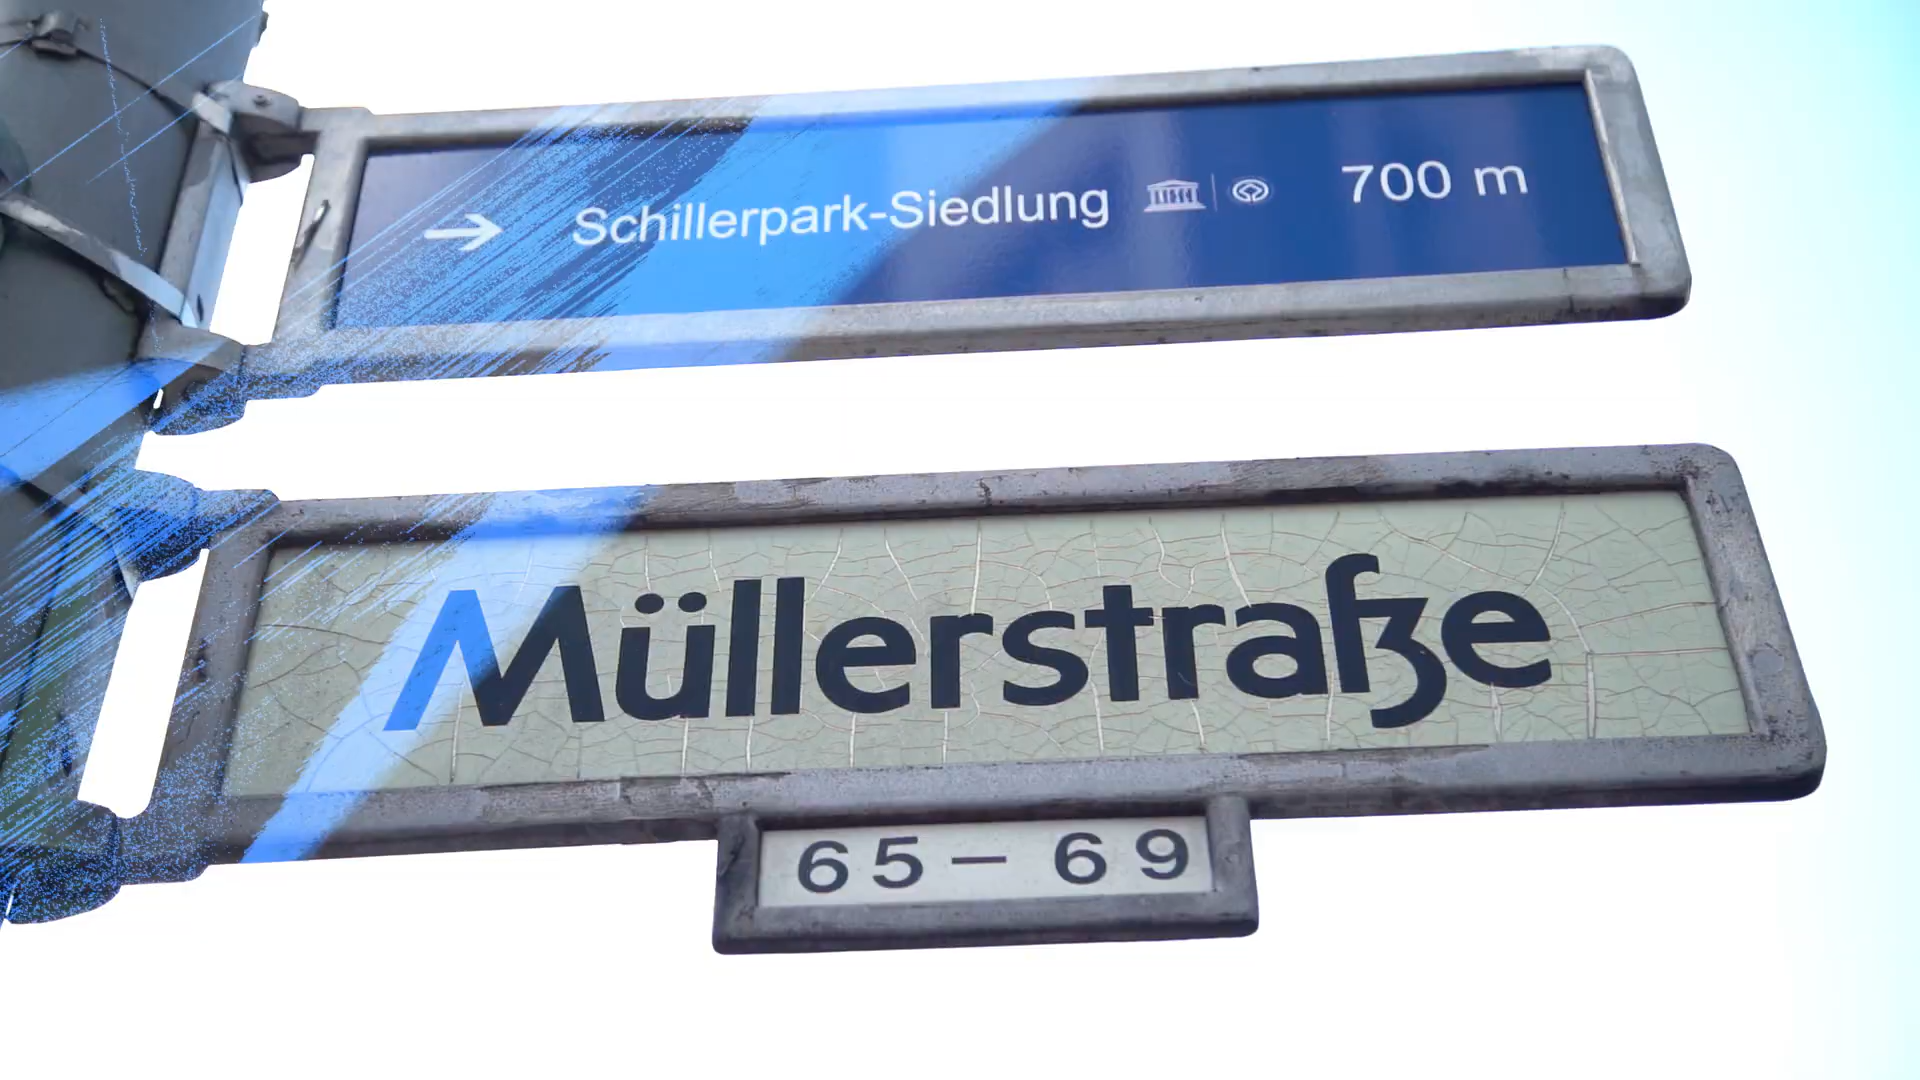 → Schillerpark-Siedlung 700 m
Müllerstraße
65 – 69